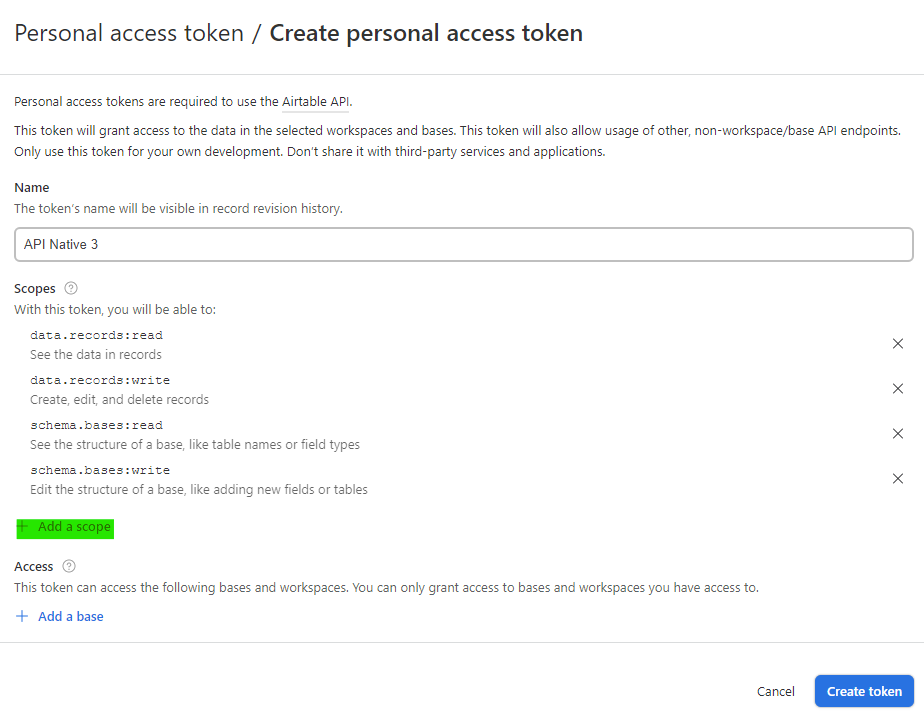 Personal access token / Create personal access token
Personal access tokens are required to use the Airtable API.
This token will grant access to the data in the selected workspaces and bases. This token will also allow usage of other, non-workspace/base API endpoints.
Only use this token for your own development. Don't share it with third-party services and applications.
Name
The token's name will be visible in record revision history.
API Native 3
Scopes ?
With this token, you will be able to:
data.records:read
See the data in records
data.records:write
Create, edit, and delete records
schema.bases:read
See the structure of a base, like table names or field types
schema.bases:write
Edit the structure of a base, like adding new fields or tables
+ Add a scope
Access ?
This token can access the following bases and workspaces. You can only grant access to bases and workspaces you have access to.
+ Add a base
Cancel Create token